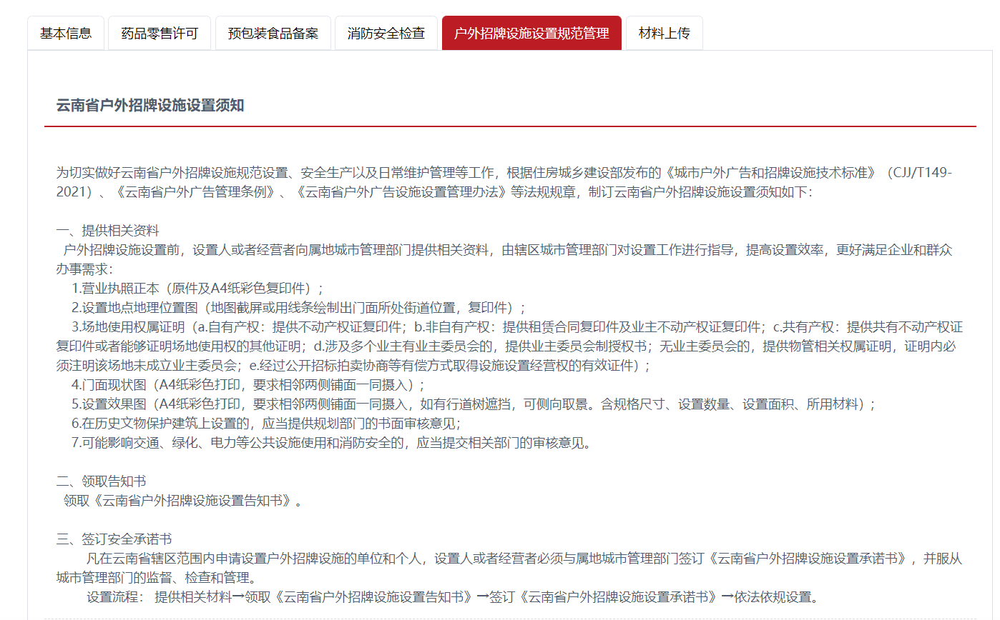 基本信息 药品零售许可 预包装食品备案 消防安全检查 户外招牌设施设置规范管理 材料上传
云南省户外招牌设施设置须知
为切实做好云南省户外招牌设施规范设置、安全生产以及日常维护管理等工作，根据住房城乡建设部发布的《城市户外广告和招牌设施技术标准》（CJJ/T149-
2021）、《云南省户外广告管理条例》、《云南省户外广告设施设置管理办法》等法规规章，制订云南省户外招牌设施设置须知如下：
一、提供相关资料
户外招牌设施设置前，设置人或者经营者向属地城市管理部门提供相关资料，由辖区城市管理部门对设置工作进行指导，提高设置效率，更好满足企业和群众
办事需求：
1.营业执照正本（原件及A4纸彩色复印件）；
2.设置地点地理位置图（地图截屏或用线条绘制出门面所处街道位置，复印件）；
3.场地使用权属证明（a.自有产权：提供不动产权证复印件；b.非自有产权：提供租赁合同复印件及业主不动产权证复印件；c.共有产权：提供共有不动产权证
复印件或者能够证明场地使用权的其他证明；d.涉及多个业主有业主委员会的，提供业主委员会制授权书；无业主委员会的，提供物管相关权属证明，证明内必
须注明该场地未成立业主委员会；e.经过公开招标拍卖协商等有偿方式取得设施设置经营权的有效证件）；
4.门面现状图（A4纸彩色打印，要求相邻两侧铺面一同摄入）；
5.设置效果图（A4纸彩色打印，要求相邻两侧铺面一同摄入，如有行道树遮挡，可侧向取景。含规格尺寸、设置数量、设置面积、所用材料）；
6.在历史文物保护建筑上设置的，应当提供规划部门的书面审核意见；
7.可能影响交通、绿化、电力等公共设施使用和消防安全的，应当提交相关部门的审核意见。
二、领取告知书
领取《云南省户外招牌设施设置告知书》。
三、签订安全承诺书
凡在云南省辖区范围内申请设置户外招牌设施的单位和个人，设置人或者经营者必须与属地城市管理部门签订《云南省户外招牌设施设置承诺书》，并服从
城市管理部门的监督、检查和管理。
设置流程： 提供相关材料→领取《云南省户外招牌设施设置告知书》→签订《云南省户外招牌设施设置承诺书》→依法依规设置。